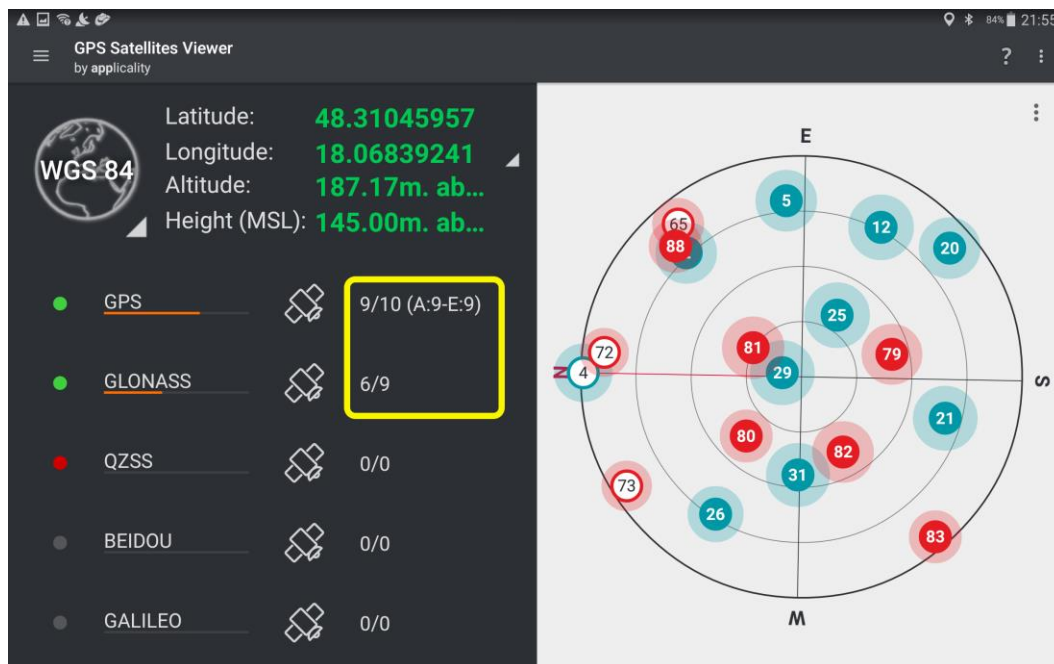 84% 21:55
GPS Satellites Viewer
by applicality
?
WGS 84
Latitude: 48.31045957
Longitude: 18.06839241
Altitude: 187.17m. ab...
Height (MSL): 145.00m. ab...
GPS 9/10 (A:9-E:9)
GLONASS 6/9
QZSS 0/0
BEIDOU 0/0
GALILEO 0/0
E
5
65
12
88
20
25
81
72
79
N
4
29
S
21
80
82
31
73
26
83
W